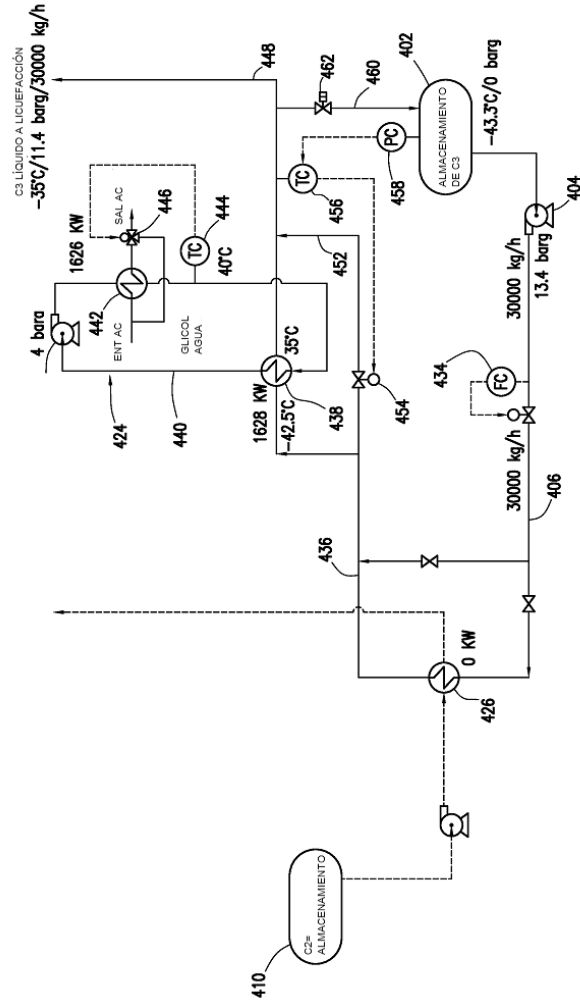 C3 LÍQUIDO A LICUEFACCIÓN
−35°C/11.4 barg/30000 kg/h
4 bara
1626 KW
SAL AC
446
442
ENT AC
424
444
TC
40°C
GLICOL
AGUA
440
448
1628 KW
35°C
−42.5°C
438
462
460
452
TC
456
PC
458
454
436
402
ALMACENAMIENTO
DE C3
−43.3°C/0 barg
410
C2=
ALMACENAMIENTO
0 KW
426
434
FC
30000 kg/h
30000 kg/h
13.4 barg
404
406